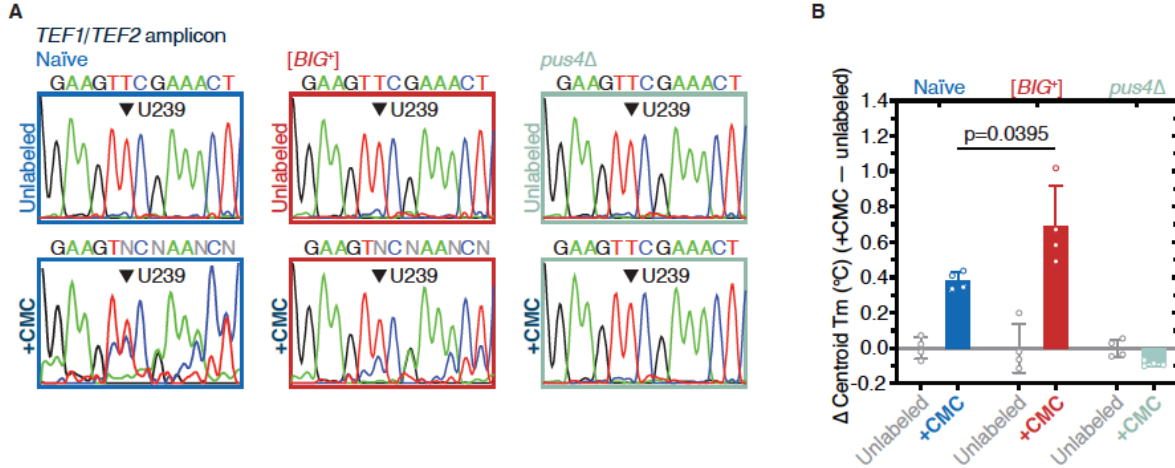 A
TEF1/TEF2 amplicon
Naïve
GAAGTTCGAAACT
▼U239
Unlabeled
GAAGTNCNAANCN
▼U239
+CMC
[BIG+]
GAAGTTCGAAACT
▼U239
Unlabeled
GAAGTNCNAANCN
▼U239
+CMC
pus4Δ
GAAGTTCGAAACT
▼U239
Unlabeled
GAAGTTCGAAACT
▼U239
+CMC
B
Naïve [BIG+] pus4Δ
p=0.0395
Δ Centroid Tm (ºC) (+CMC — unlabeled)
1.4
1.2
1.0
0.8
0.6
0.4
0.2
0.0
-0.2
Unlabeled
+CMC
Unlabeled
+CMC
Unlabeled
+CMC